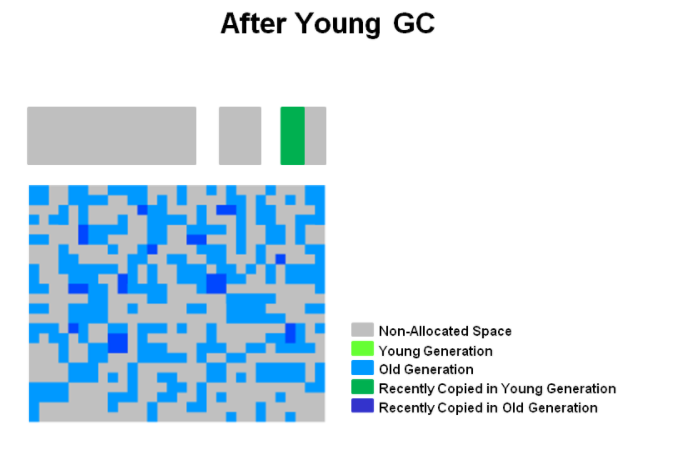 After Young GC
Non-Allocated Space
Young Generation
Old Generation
Recently Copied in Young Generation
Recently Copied in Old Generation